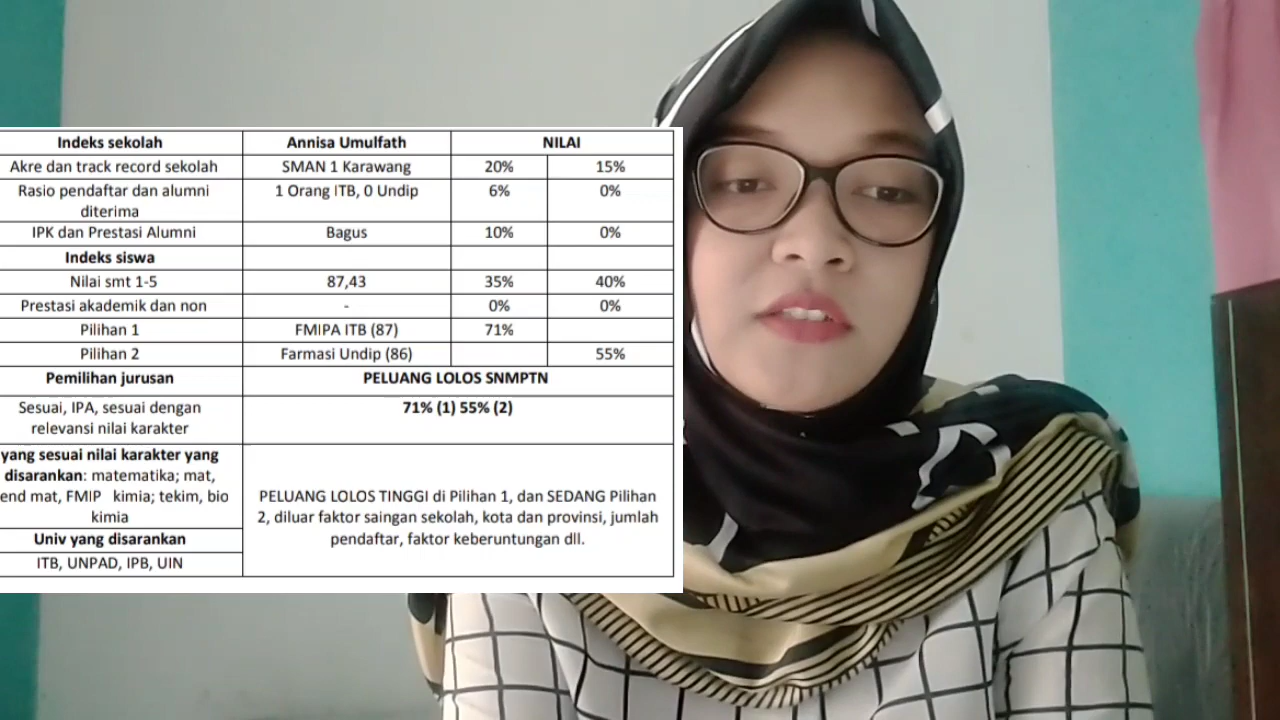 Indeks sekolah Annisa Umulfath NILAI
Akre dan track record sekolah SMAN 1 Karawang 20% 15%
Rasio pendaftar dan alumni diterima 1 Orang ITB, 0 Undip 6% 0%
IPK dan Prestasi Alumni Bagus 10% 0%
Indeks siswa
Nilai smt 1-5 87,43 35% 40%
Prestasi akademik dan non - 0% 0%
Pilihan 1 FMIPA ITB (87) 71%
Pilihan 2 Farmasi Undip (86) 55%
Pemilihan jurusan PELUANG LOLOS SNMPTN
Sesuai, IPA, sesuai dengan
relevansi nilai karakter
71% (1) 55% (2)
yang sesuai nilai karakter yang
disarankan: matematika; mat,
end mat, FMIP kimia; tekim, bio
kimia
PELUANG LOLOS TINGGI di Pilihan 1, dan SEDANG Pilihan
2, diluar faktor saingan sekolah, kota dan provinsi, jumlah
pendaftar, faktor keberuntungan dll.
Univ yang disarankan
ITB, UNPAD, IPB, UIN